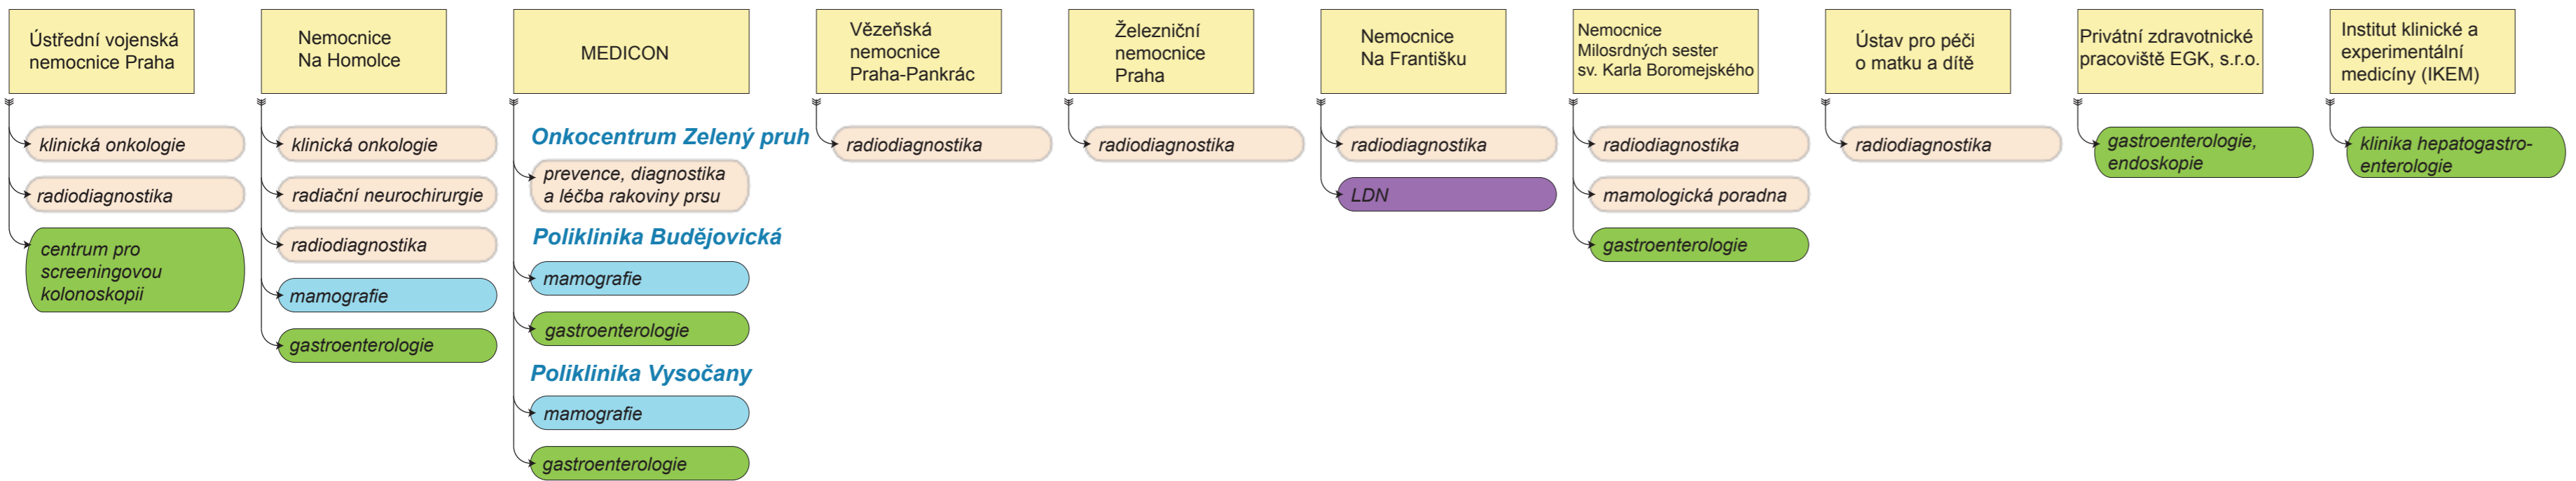 Ústřední vojenská
nemocnice Praha
klinická onkologie
radiodiagnostika
centrum pro
screeningovou
kolonoskopii
Nemocnice
Na Homolce
klinická onkologie
radiační neurochirurgie
radiodiagnostika
mamografie
gastroenterologie
MEDICON
Onkocentrum Zelený pruh
prevence, diagnostika
a léčba rakoviny prsu
Poliklinika Budějovická
mamografie
gastroenterologie
Poliklinika Vysočany
mamografie
gastroenterologie
Vězeňská
nemocnice
Praha-Pankrác
radiodiagnostika
Železniční
nemocnice
Praha
radiodiagnostika
Nemocnice
Na Františku
radiodiagnostika
LDN
Nemocnice
Milosrdných sester
sv. Karla Boromejského
radiodiagnostika
mamologická poradna
gastroenterologie
Ústav pro péči
o matku a dítě
radiodiagnostika
Privátní zdravotnické
pracoviště EGK, s.r.o.
gastroenterologie,
endoskopie
Institut klinické a
experimentální
medicíny (IKEM)
klinika hepatogastro-
enterologie